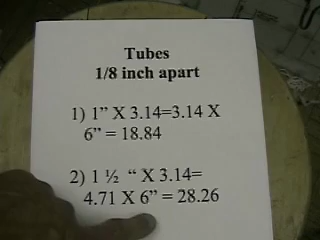 Tubes
1/8 inch apart
1) 1” X 3.14=3.14 X
6” = 18.84
2) 1 ½ “ X 3.14=
4.71 X 6” = 28.26